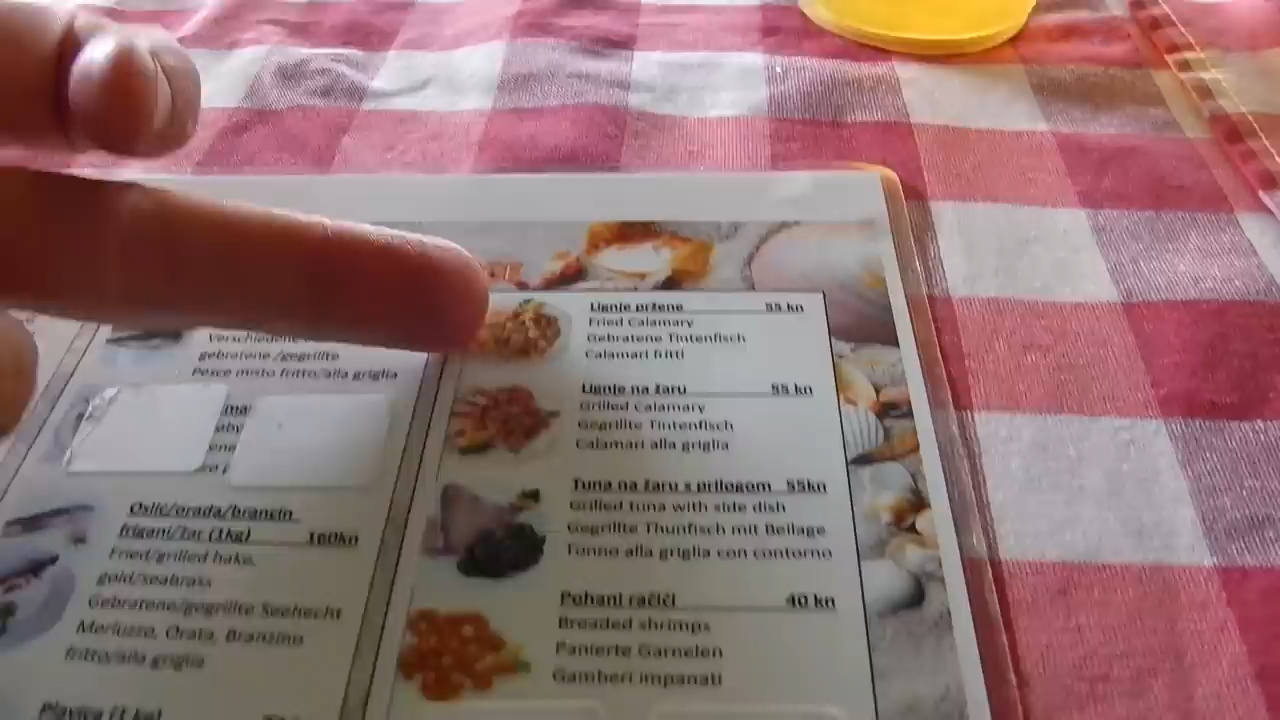 gebratene /gegrillte
Pesce misto fritto/alla griglia
Oslić/orada/brancin
frigani/žar (1kg) 160kn
Fried/grilled hake,
gold/seabrass
Gebratene/gegrillte Seehecht
Merluzzo, Orata, Branzino
fritto/alla griglia
Plavica (1 kg)
Lignje pržene 55 kn
Fried Calamary
Gebratene Tintenfisch
Calamari fritti
Lignje na žaru 55 kn
Grilled Calamary
Gegrillte Tintenfisch
Calamari alla griglia
Tuna na žaru s prilogom 55kn
Grilled tuna with side dish
Gegrillte Thunfisch mit Beilage
Tonno alla griglia con contorno
Pohani račići 40 kn
Breaded shrimps
Panierte Garnelen
Gamberi impanati